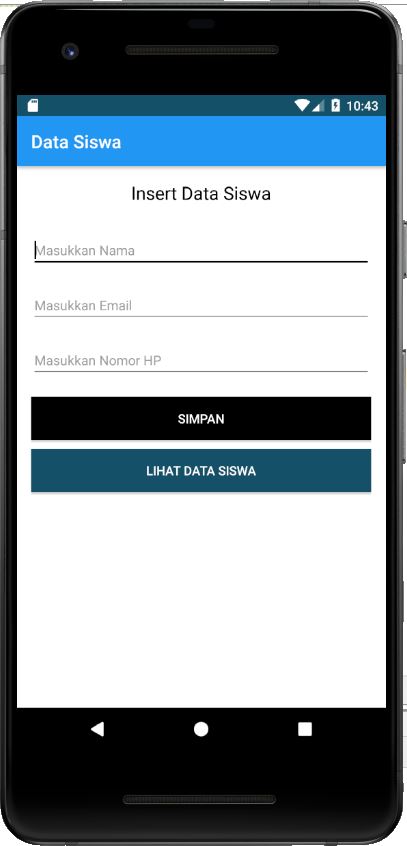 10:43
Data Siswa
Insert Data Siswa
Masukkan Nama
Masukkan Email
Masukkan Nomor HP
SIMPAN
LIHAT DATA SISWA